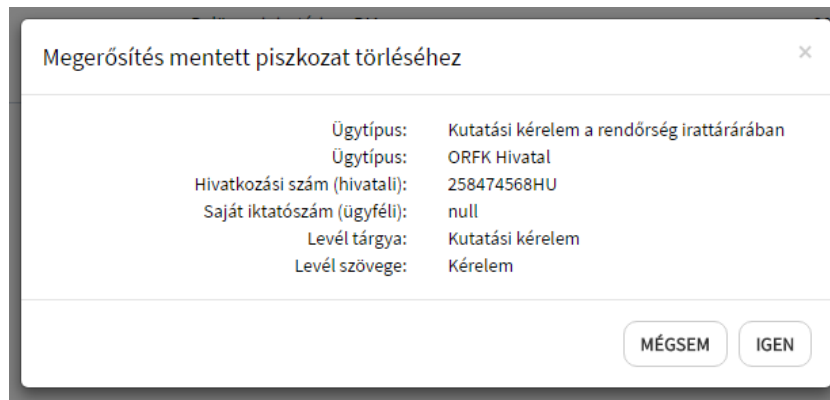 Megerősítés mentett piszkozat törléséhez ×
Ügytípus: Kutatási kérelem a rendőrség irattárárában
Ügytípus: ORFK Hivatal
Hivatkozási szám (hivatali): 258474568HU
Saját iktatószám (ügyféli): null
Levél tárgya: Kutatási kérelem
Levél szövege: Kérelem
MÉGSEM IGEN